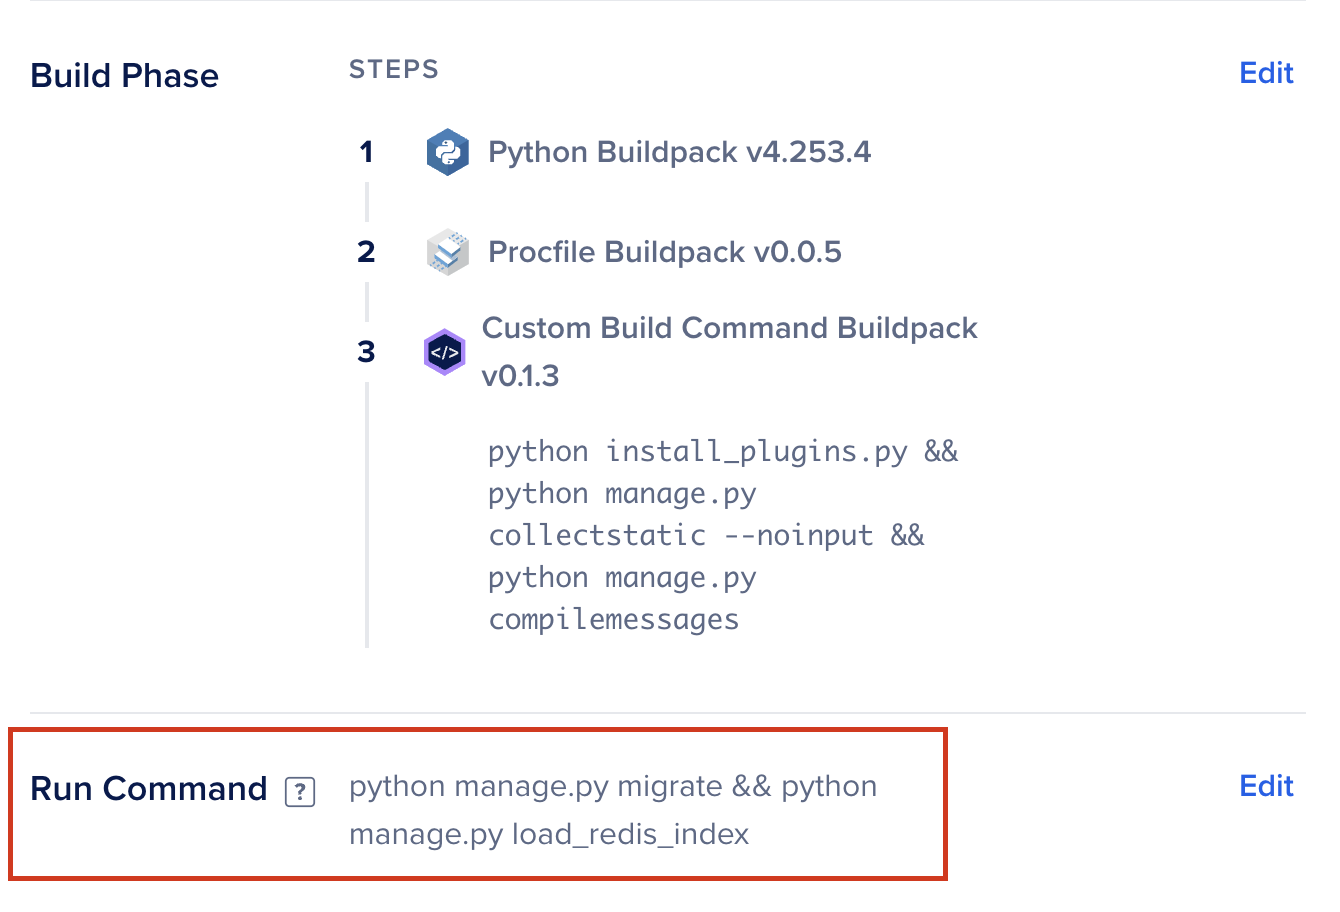 Build Phase
STEPS
Edit
1
Python Buildpack v4.253.4
2
Procfile Buildpack v0.0.5
3
</>
Custom Build Command Buildpack
v0.1.3
python install_plugins.py &&
python manage.py
collectstatic --noinput &&
python manage.py
compilemessages
Run Command ?
python manage.py migrate && python
manage.py load_redis_index
Edit